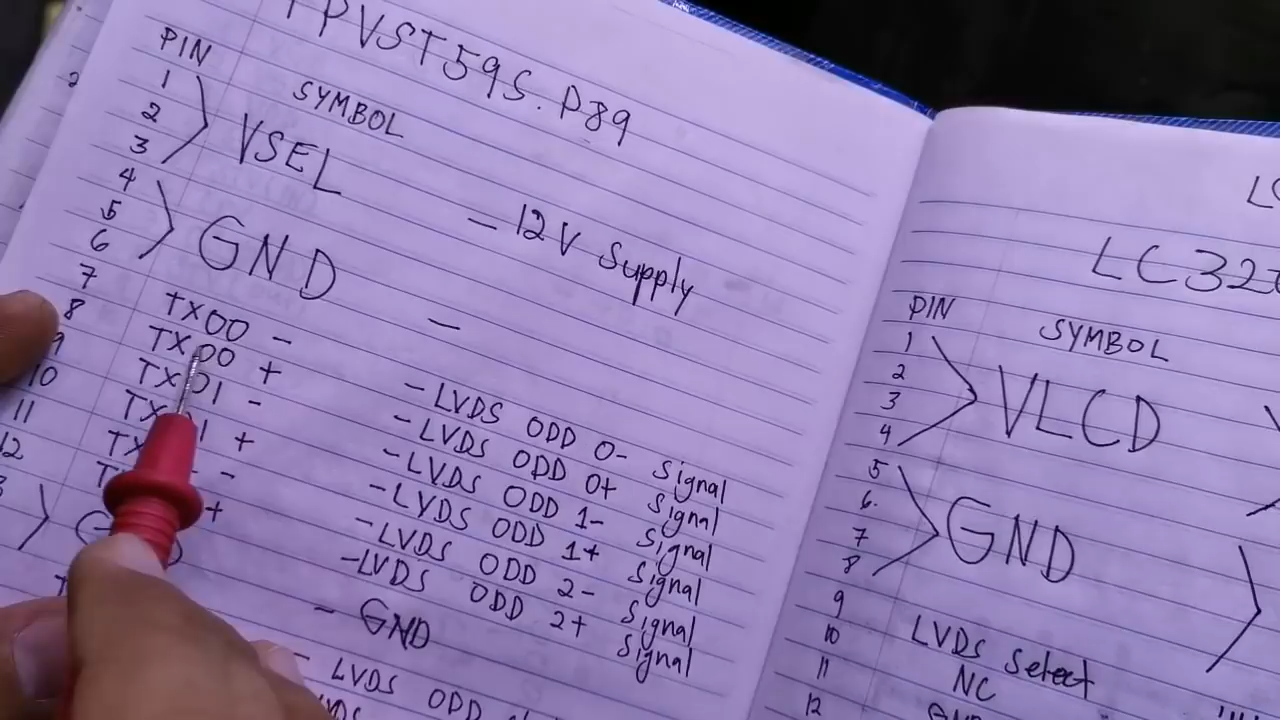 TPVST59S.P89
PIN SYMBOL
1
2 VSEL - 12V Supply
3
4
5 GND -
6
7 TX00 - - LVDS ODD 0- Signal
8 TX00 + - LVDS ODD 0+ Signal
9 TX01 - - LVDS ODD 1- Signal
10 + - LVDS ODD 1+ Signal
11 - - LVDS ODD 2- Signal
12 + - LVDS ODD 2+ Signal
- GND
- LVDS ODD
LC32
PIN SYMBOL
1
2 VLCD
3
4
5
6. GND
7
8
9 LVDS Select
10 NC
11 GND
12